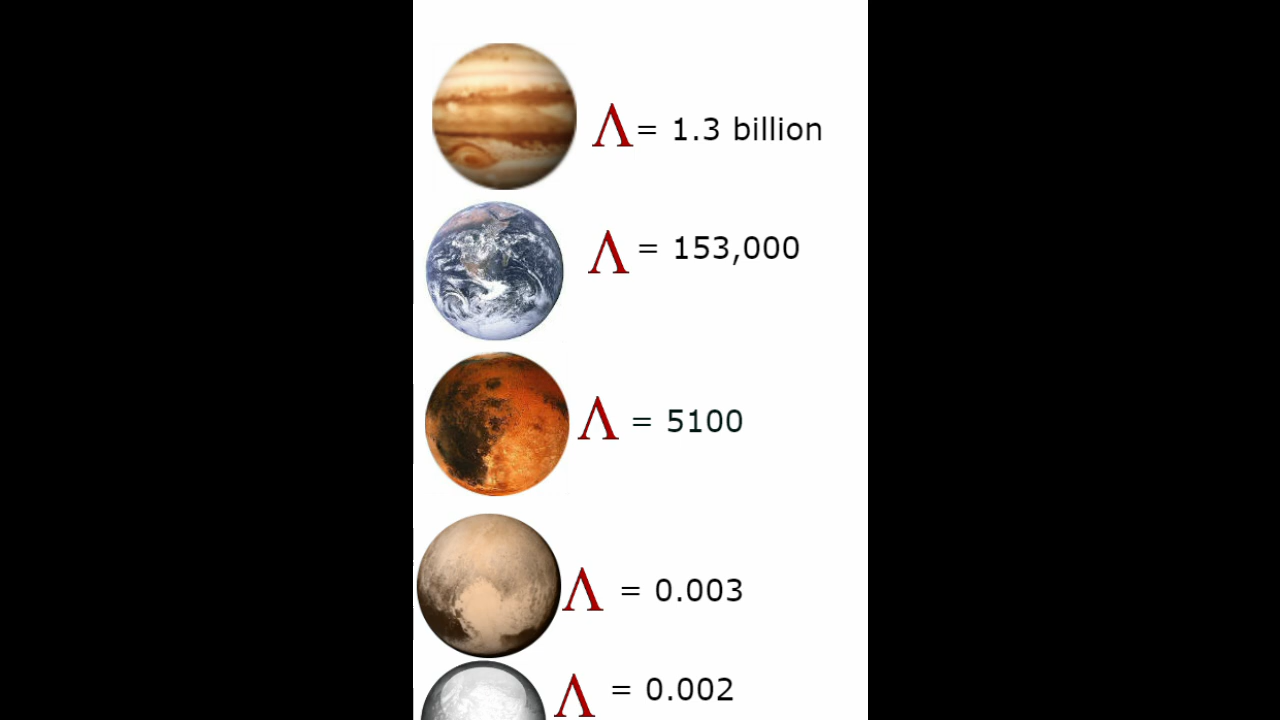 Λ = 1.3 billion
Λ = 153,000
Λ = 5100
Λ = 0.003
Λ = 0.002